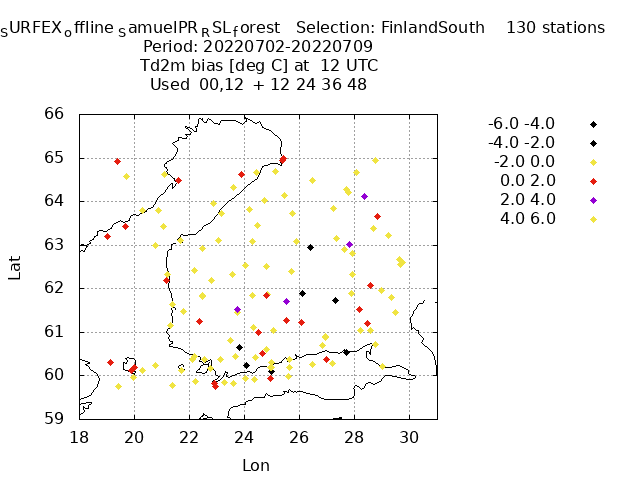 SURFEXoffline SamuelPRRSLforest Selection: FinlandSouth 130 stations
Period: 20220702-20220709
Td2m bias [deg C] at 12 UTC
Used 00,12 + 12 24 36 48
-6.0 -4.0
-4.0 -2.0
-2.0 0.0
0.0 2.0
2.0 4.0
4.0 6.0
66
65
64
63
62
61
60
59
Lat
18 20 22 24 26 28 30
Lon